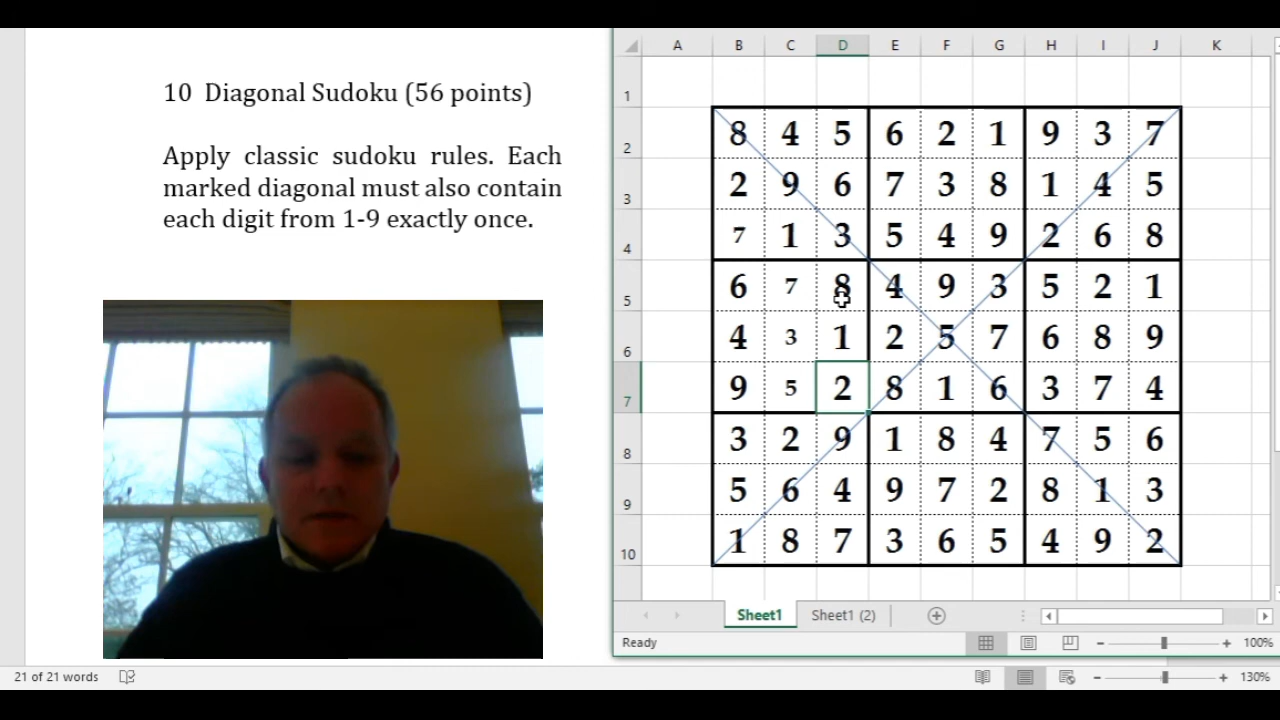 10 Diagonal Sudoku (56 points)
Apply classic sudoku rules. Each
marked diagonal must also contain
each digit from 1-9 exactly once.
A B C D E F G H I J K
1
2 8 4 5 6 2 1 9 3 7
3 2 9 6 7 3 8 1 4 5
4 7 1 3 5 4 9 2 6 8
5 6 7 8 4 9 3 5 2 1
6 4 3 1 2 5 7 6 8 9
7 9 5 2 8 1 6 3 7 4
8 3 2 9 1 8 4 7 5 6
9 5 6 4 9 7 2 8 1 3
10 1 8 7 3 6 5 4 9 2
Sheet1 Sheet1 (2)
Ready 100%
21 of 21 words 130%